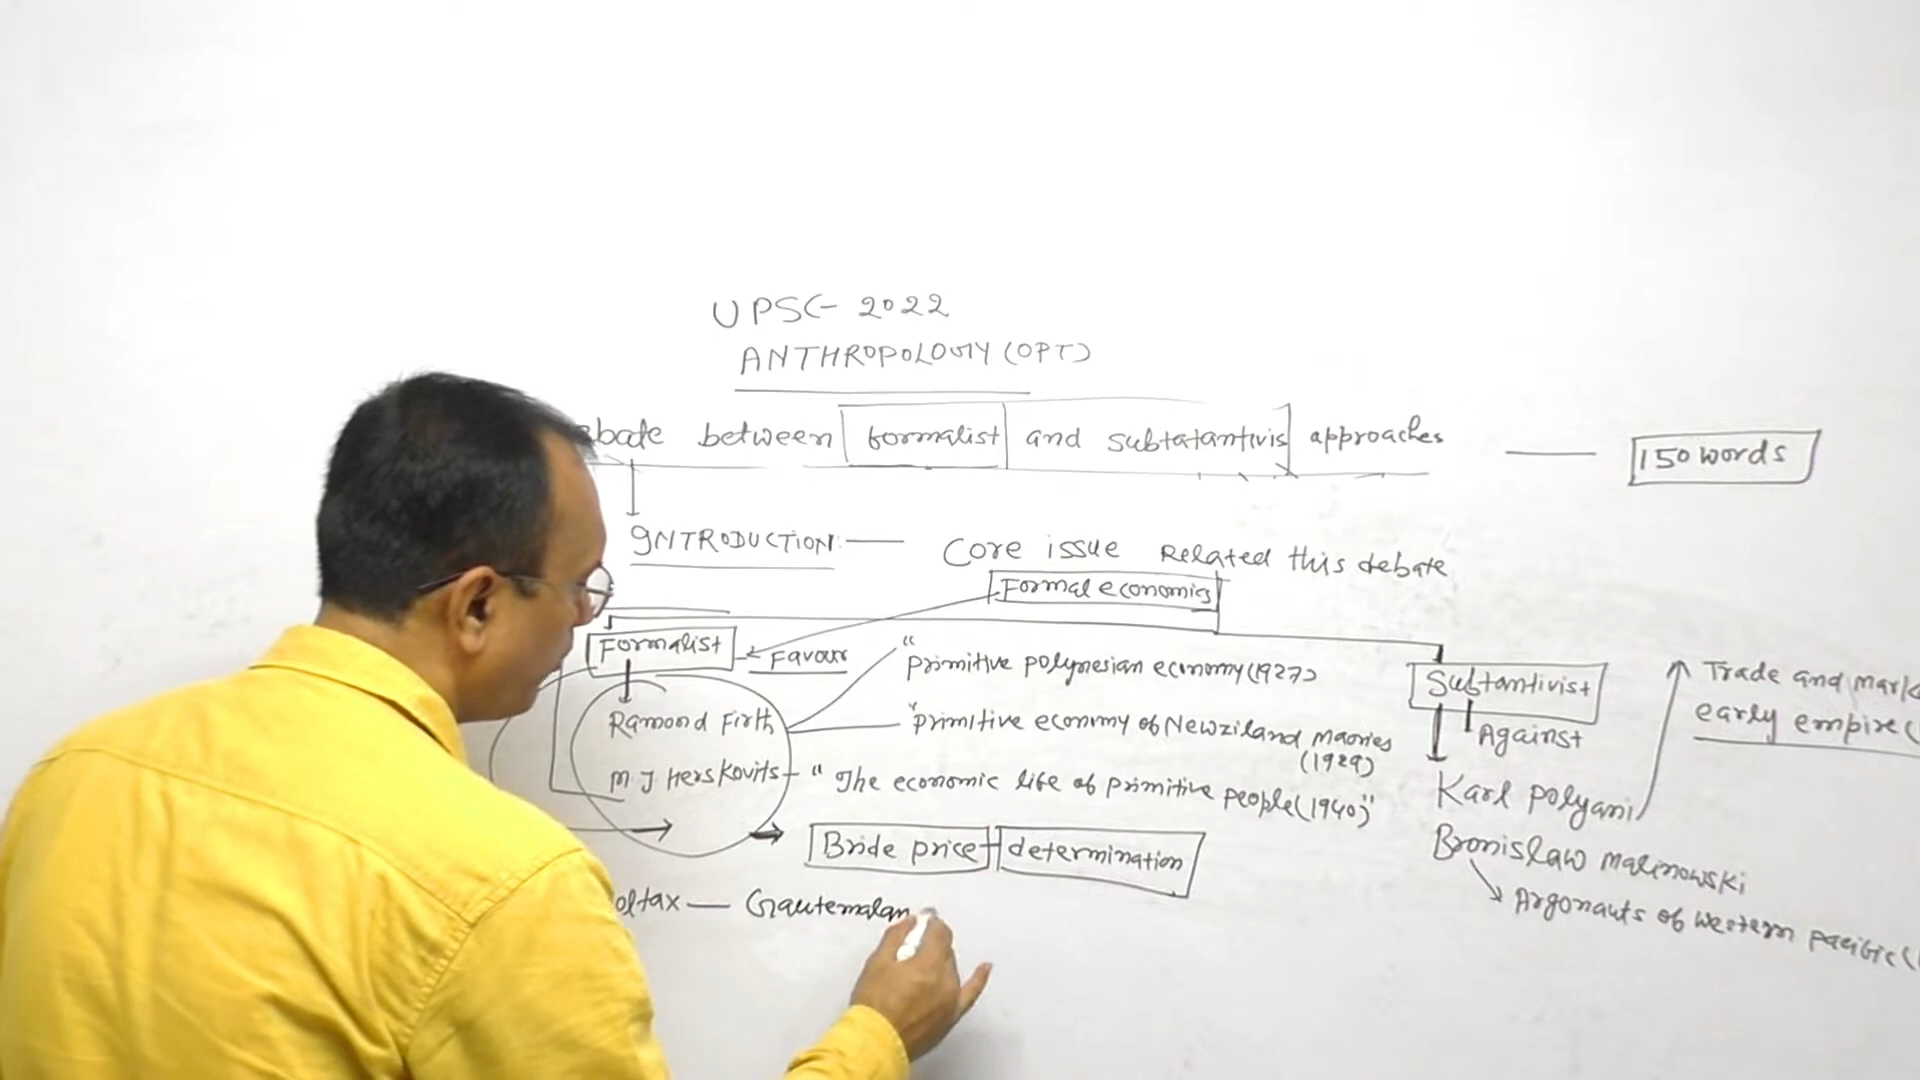 UPSC- 2022
ANTHROPOLOGY (OPT)
ebate between formalist and subtatantivis approaches — 150 words
INTRODUCTION — Core issue Related this debate
Formal economics
Formalist Favour
"primitive polynesian economy (1927)
Ramond Firth "primitive economy of Newziland maories
(1929)
M. J Herskovits - "The economic life of primitive people (1940)"
Bride price determination
oltax — Gautemalan
Substantivist
Against
Karl polyani
Trade and mark
early empire (
Bronislaw malinowski
Argonauts of western pacific (